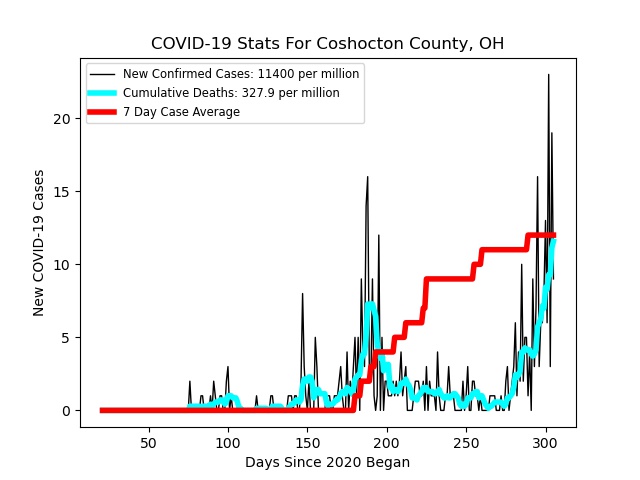 COVID-19 Stats For Coshocton County, OH
New Confirmed Cases: 11400 per million
Cumulative Deaths: 327.9 per million
7 Day Case Average
New COVID-19 Cases
20
15
10
5
0
50 100 150 200 250 300
Days Since 2020 Began